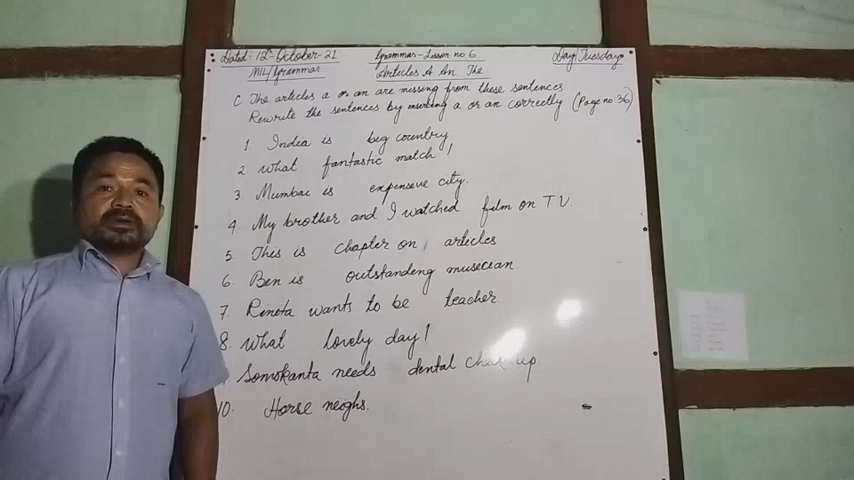 Dated:- 12th October-21 Grammar-Lesson no 6 Day/Tuesday
MIL/Grammar Articles A. An. The
C The articles a or an are missing from these sentences
Rewrite the sentences by inserting a or an correctly (Page no 36)
1 India is big country
2 What fantastic match!
3 Mumbai is expensive city.
4. My brother and I watched film on TV.
5. This is chapter on articles
6. Ben is outstanding musician
7. wants to be teacher
8. What lovely day!
needs dental up
10. Horse neighs.